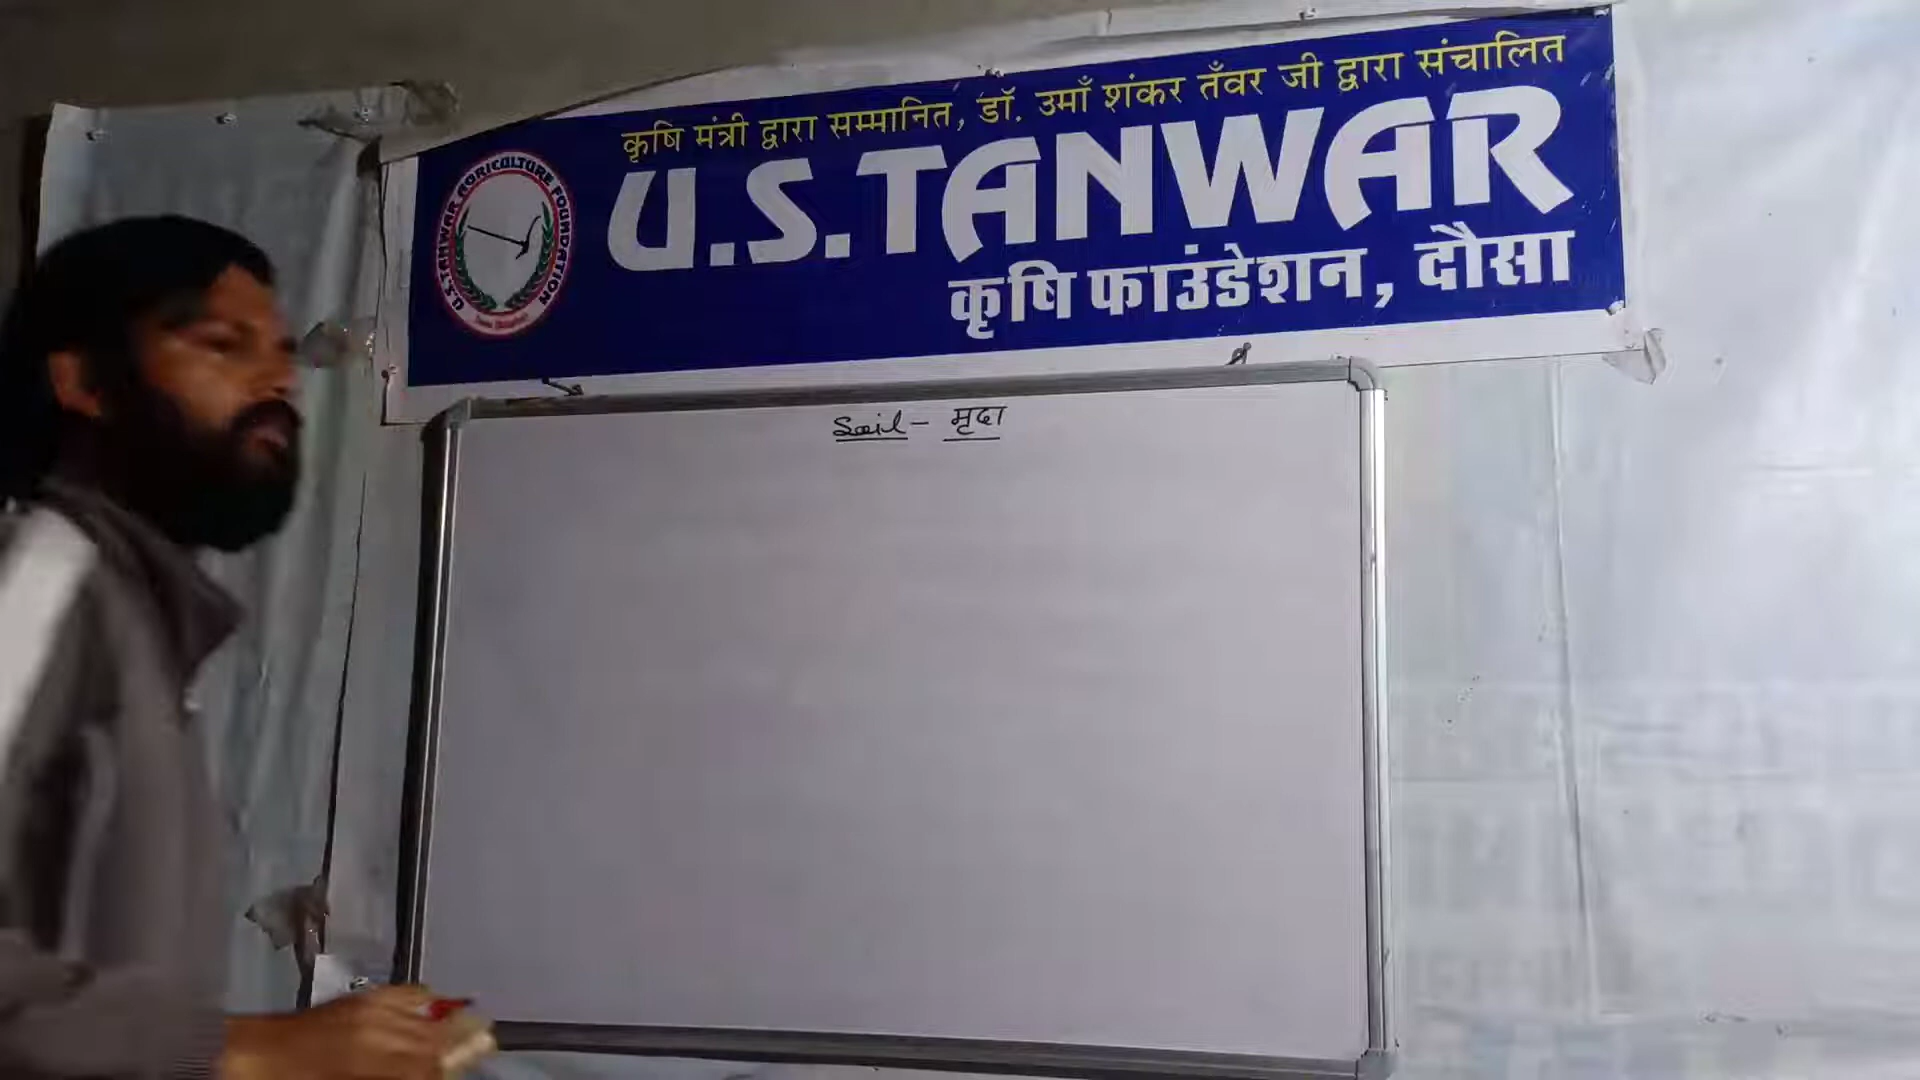 कृषि मंत्री द्वारा सम्मानित, डॉ. उमाँ शंकर तँवर जी द्वारा संचालित
U.S.TANWAR
कृषि फाउंडेशन, दौसा
U.S.TANWAR AGRICULTURE FOUNDATION
Soil - मृदा